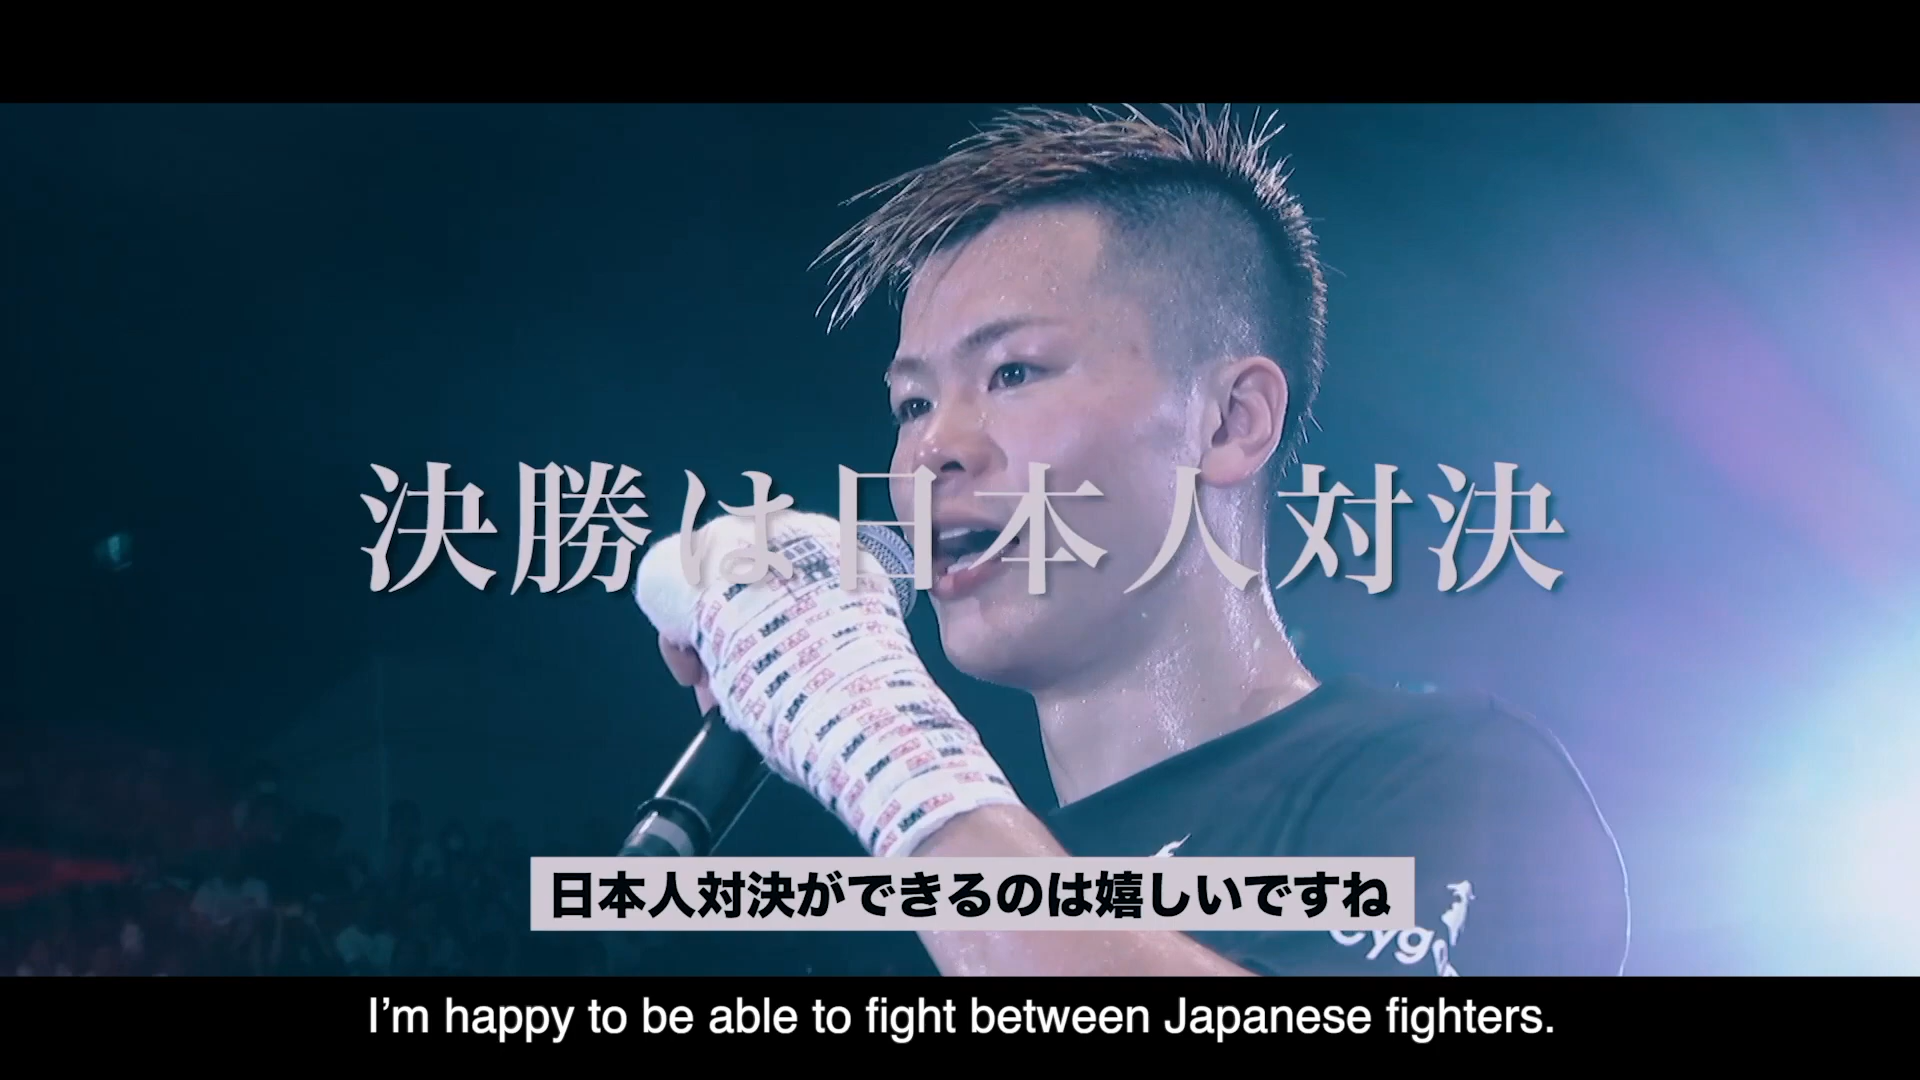 決勝は日本人対決
日本人対決ができるのは嬉しいですね
cyg
I'm happy to be able to fight between Japanese fighters.